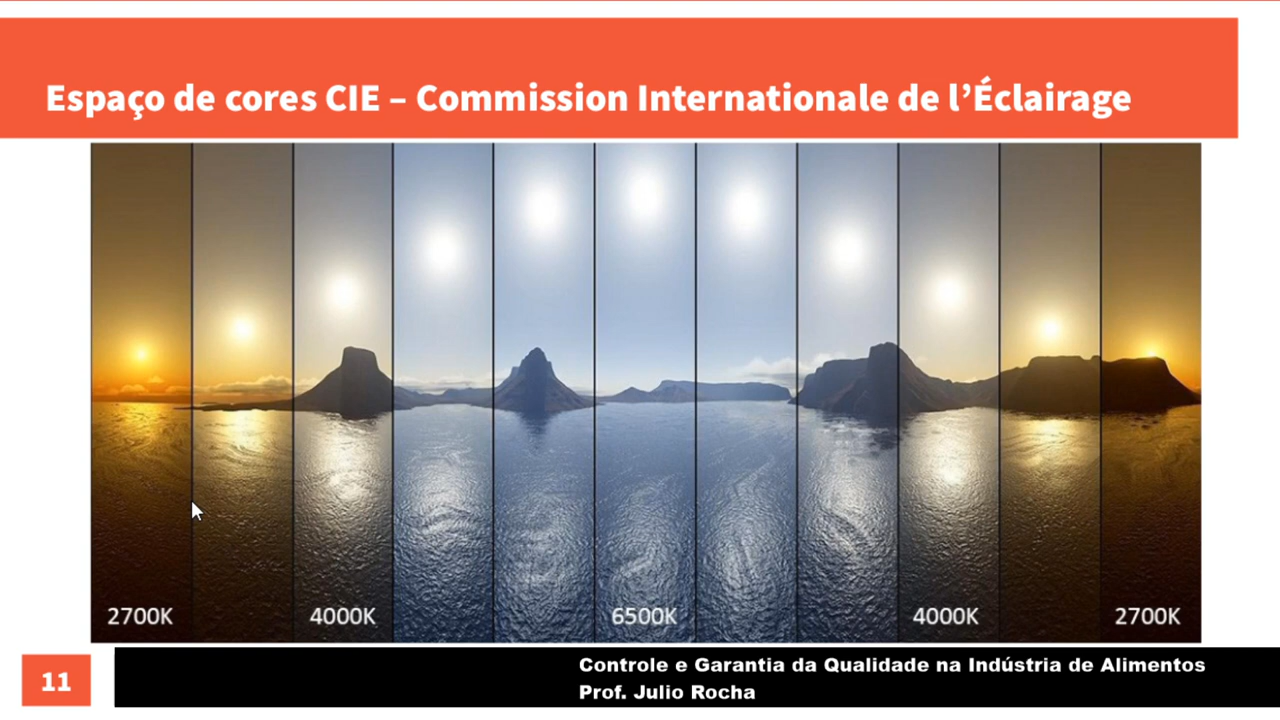 Espaço de cores CIE – Commission Internationale de l’Éclairage
2700K
4000K
6500K
4000K
2700K
11
Controle e Garantia da Qualidade na Indústria de Alimentos
Prof. Julio Rocha